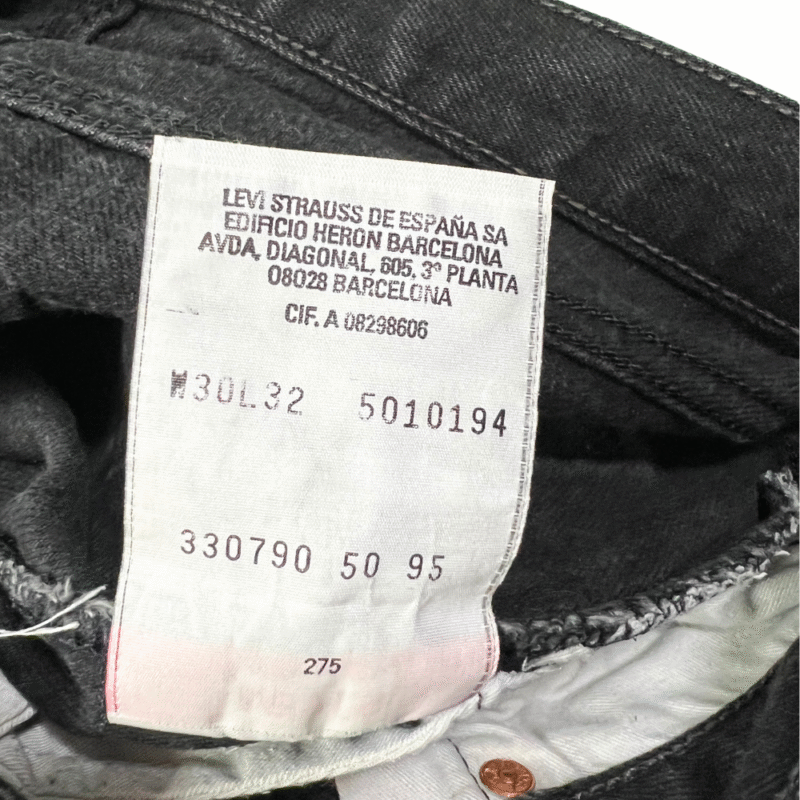 LEVI STRAUSS DE ESPAÑA SA
EDIFICIO HERON BARCELONA
AVDA, DIAGONAL, 605, 3º PLANTA
08028 BARCELONA
CIF. A 08298606
W30L32 5010194
330790 50 95
275